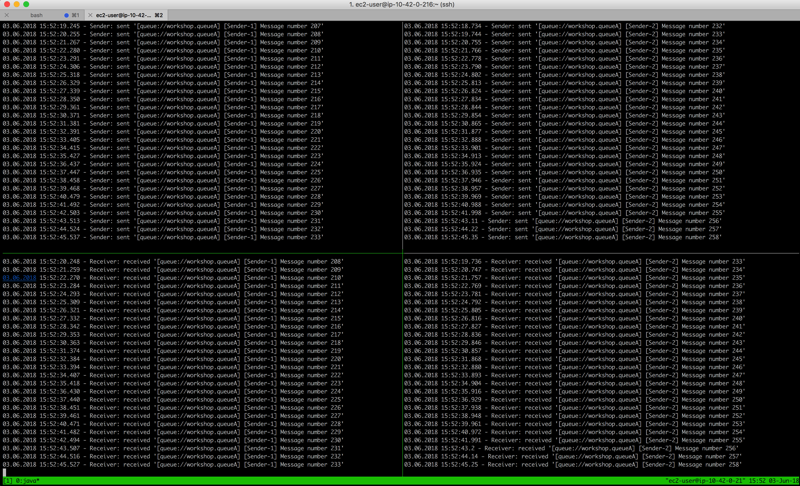 1. ec2-user@ip-10-42-0-216:~ (ssh)
bash ⌘1
ec2-user@ip-10-42-0-2... ⌘2
03.06.2018 15:52:19.245 - Sender: sent '[queue://workshop.queueA] [Sender-1] Message number 207'
03.06.2018 15:52:20.255 - Sender: sent '[queue://workshop.queueA] [Sender-1] Message number 208'
03.06.2018 15:52:21.267 - Sender: sent '[queue://workshop.queueA] [Sender-1] Message number 209'
03.06.2018 15:52:22.280 - Sender: sent '[queue://workshop.queueA] [Sender-1] Message number 210'
03.06.2018 15:52:23.291 - Sender: sent '[queue://workshop.queueA] [Sender-1] Message number 211'
03.06.2018 15:52:24.306 - Sender: sent '[queue://workshop.queueA] [Sender-1] Message number 212'
03.06.2018 15:52:25.318 - Sender: sent '[queue://workshop.queueA] [Sender-1] Message number 213'
03.06.2018 15:52:26.329 - Sender: sent '[queue://workshop.queueA] [Sender-1] Message number 214'
03.06.2018 15:52:27.339 - Sender: sent '[queue://workshop.queueA] [Sender-1] Message number 215'
03.06.2018 15:52:28.350 - Sender: sent '[queue://workshop.queueA] [Sender-1] Message number 216'
03.06.2018 15:52:29.361 - Sender: sent '[queue://workshop.queueA] [Sender-1] Message number 217'
03.06.2018 15:52:30.371 - Sender: sent '[queue://workshop.queueA] [Sender-1] Message number 218'
03.06.2018 15:52:31.381 - Sender: sent '[queue://workshop.queueA] [Sender-1] Message number 219'
03.06.2018 15:52:32.391 - Sender: sent '[queue://workshop.queueA] [Sender-1] Message number 220'
03.06.2018 15:52:33.405 - Sender: sent '[queue://workshop.queueA] [Sender-1] Message number 221'
03.06.2018 15:52:34.415 - Sender: sent '[queue://workshop.queueA] [Sender-1] Message number 222'
03.06.2018 15:52:35.427 - Sender: sent '[queue://workshop.queueA] [Sender-1] Message number 223'
03.06.2018 15:52:36.437 - Sender: sent '[queue://workshop.queueA] [Sender-1] Message number 224'
03.06.2018 15:52:37.447 - Sender: sent '[queue://workshop.queueA] [Sender-1] Message number 225'
03.06.2018 15:52:38.458 - Sender: sent '[queue://workshop.queueA] [Sender-1] Message number 226'
03.06.2018 15:52:39.468 - Sender: sent '[queue://workshop.queueA] [Sender-1] Message number 227'
03.06.2018 15:52:40.479 - Sender: sent '[queue://workshop.queueA] [Sender-1] Message number 228'
03.06.2018 15:52:41.492 - Sender: sent '[queue://workshop.queueA] [Sender-1] Message number 229'
03.06.2018 15:52:42.503 - Sender: sent '[queue://workshop.queueA] [Sender-1] Message number 230'
03.06.2018 15:52:43.513 - Sender: sent '[queue://workshop.queueA] [Sender-1] Message number 231'
03.06.2018 15:52:44.524 - Sender: sent '[queue://workshop.queueA] [Sender-1] Message number 232'
03.06.2018 15:52:45.537 - Sender: sent '[queue://workshop.queueA] [Sender-1] Message number 233'
03.06.2018 15:52:18.734 - Sender: sent '[queue://workshop.queueA] [Sender-2] Message number 232'
03.06.2018 15:52:19.744 - Sender: sent '[queue://workshop.queueA] [Sender-2] Message number 233'
03.06.2018 15:52:20.755 - Sender: sent '[queue://workshop.queueA] [Sender-2] Message number 234'
03.06.2018 15:52:21.766 - Sender: sent '[queue://workshop.queueA] [Sender-2] Message number 235'
03.06.2018 15:52:22.778 - Sender: sent '[queue://workshop.queueA] [Sender-2] Message number 236'
03.06.2018 15:52:23.790 - Sender: sent '[queue://workshop.queueA] [Sender-2] Message number 237'
03.06.2018 15:52:24.802 - Sender: sent '[queue://workshop.queueA] [Sender-2] Message number 238'
03.06.2018 15:52:25.813 - Sender: sent '[queue://workshop.queueA] [Sender-2] Message number 239'
03.06.2018 15:52:26.824 - Sender: sent '[queue://workshop.queueA] [Sender-2] Message number 240'
03.06.2018 15:52:27.834 - Sender: sent '[queue://workshop.queueA] [Sender-2] Message number 241'
03.06.2018 15:52:28.844 - Sender: sent '[queue://workshop.queueA] [Sender-2] Message number 242'
03.06.2018 15:52:29.854 - Sender: sent '[queue://workshop.queueA] [Sender-2] Message number 243'
03.06.2018 15:52:30.865 - Sender: sent '[queue://workshop.queueA] [Sender-2] Message number 244'
03.06.2018 15:52:31.877 - Sender: sent '[queue://workshop.queueA] [Sender-2] Message number 245'
03.06.2018 15:52:32.888 - Sender: sent '[queue://workshop.queueA] [Sender-2] Message number 246'
03.06.2018 15:52:33.901 - Sender: sent '[queue://workshop.queueA] [Sender-2] Message number 247'
03.06.2018 15:52:34.913 - Sender: sent '[queue://workshop.queueA] [Sender-2] Message number 248'
03.06.2018 15:52:35.924 - Sender: sent '[queue://workshop.queueA] [Sender-2] Message number 249'
03.06.2018 15:52:36.935 - Sender: sent '[queue://workshop.queueA] [Sender-2] Message number 250'
03.06.2018 15:52:37.946 - Sender: sent '[queue://workshop.queueA] [Sender-2] Message number 251'
03.06.2018 15:52:38.957 - Sender: sent '[queue://workshop.queueA] [Sender-2] Message number 252'
03.06.2018 15:52:39.969 - Sender: sent '[queue://workshop.queueA] [Sender-2] Message number 253'
03.06.2018 15:52:40.988 - Sender: sent '[queue://workshop.queueA] [Sender-2] Message number 254'
03.06.2018 15:52:41.998 - Sender: sent '[queue://workshop.queueA] [Sender-2] Message number 255'
03.06.2018 15:52:43.11 - Sender: sent '[queue://workshop.queueA] [Sender-2] Message number 256'
03.06.2018 15:52:44.22 - Sender: sent '[queue://workshop.queueA] [Sender-2] Message number 257'
03.06.2018 15:52:45.35 - Sender: sent '[queue://workshop.queueA] [Sender-2] Message number 258'
03.06.2018 15:52:20.248 - Receiver: received '[queue://workshop.queueA] [Sender-1] Message number 208'
03.06.2018 15:52:21.259 - Receiver: received '[queue://workshop.queueA] [Sender-1] Message number 209'
03.06.2018 15:52:22.270 - Receiver: received '[queue://workshop.queueA] [Sender-1] Message number 210'
03.06.2018 15:52:23.284 - Receiver: received '[queue://workshop.queueA] [Sender-1] Message number 211'
03.06.2018 15:52:24.293 - Receiver: received '[queue://workshop.queueA] [Sender-1] Message number 212'
03.06.2018 15:52:25.309 - Receiver: received '[queue://workshop.queueA] [Sender-1] Message number 213'
03.06.2018 15:52:26.321 - Receiver: received '[queue://workshop.queueA] [Sender-1] Message number 214'
03.06.2018 15:52:27.332 - Receiver: received '[queue://workshop.queueA] [Sender-1] Message number 215'
03.06.2018 15:52:28.342 - Receiver: received '[queue://workshop.queueA] [Sender-1] Message number 216'
03.06.2018 15:52:29.353 - Receiver: received '[queue://workshop.queueA] [Sender-1] Message number 217'
03.06.2018 15:52:30.363 - Receiver: received '[queue://workshop.queueA] [Sender-1] Message number 218'
03.06.2018 15:52:31.374 - Receiver: received '[queue://workshop.queueA] [Sender-1] Message number 219'
03.06.2018 15:52:32.384 - Receiver: received '[queue://workshop.queueA] [Sender-1] Message number 220'
03.06.2018 15:52:33.394 - Receiver: received '[queue://workshop.queueA] [Sender-1] Message number 221'
03.06.2018 15:52:34.407 - Receiver: received '[queue://workshop.queueA] [Sender-1] Message number 222'
03.06.2018 15:52:35.418 - Receiver: received '[queue://workshop.queueA] [Sender-1] Message number 223'
03.06.2018 15:52:36.430 - Receiver: received '[queue://workshop.queueA] [Sender-1] Message number 224'
03.06.2018 15:52:37.440 - Receiver: received '[queue://workshop.queueA] [Sender-1] Message number 225'
03.06.2018 15:52:38.451 - Receiver: received '[queue://workshop.queueA] [Sender-1] Message number 226'
03.06.2018 15:52:39.461 - Receiver: received '[queue://workshop.queueA] [Sender-1] Message number 227'
03.06.2018 15:52:40.471 - Receiver: received '[queue://workshop.queueA] [Sender-1] Message number 228'
03.06.2018 15:52:41.482 - Receiver: received '[queue://workshop.queueA] [Sender-1] Message number 229'
03.06.2018 15:52:42.494 - Receiver: received '[queue://workshop.queueA] [Sender-1] Message number 230'
03.06.2018 15:52:43.507 - Receiver: received '[queue://workshop.queueA] [Sender-1] Message number 231'
03.06.2018 15:52:44.516 - Receiver: received '[queue://workshop.queueA] [Sender-1] Message number 232'
03.06.2018 15:52:45.527 - Receiver: received '[queue://workshop.queueA] [Sender-1] Message number 233'
03.06.2018 15:52:19.736 - Receiver: received '[queue://workshop.queueA] [Sender-2] Message number 233'
03.06.2018 15:52:20.747 - Receiver: received '[queue://workshop.queueA] [Sender-2] Message number 234'
03.06.2018 15:52:21.757 - Receiver: received '[queue://workshop.queueA] [Sender-2] Message number 235'
03.06.2018 15:52:22.769 - Receiver: received '[queue://workshop.queueA] [Sender-2] Message number 236'
03.06.2018 15:52:23.781 - Receiver: received '[queue://workshop.queueA] [Sender-2] Message number 237'
03.06.2018 15:52:24.792 - Receiver: received '[queue://workshop.queueA] [Sender-2] Message number 238'
03.06.2018 15:52:25.805 - Receiver: received '[queue://workshop.queueA] [Sender-2] Message number 239'
03.06.2018 15:52:26.816 - Receiver: received '[queue://workshop.queueA] [Sender-2] Message number 240'
03.06.2018 15:52:27.827 - Receiver: received '[queue://workshop.queueA] [Sender-2] Message number 241'
03.06.2018 15:52:28.836 - Receiver: received '[queue://workshop.queueA] [Sender-2] Message number 242'
03.06.2018 15:52:29.846 - Receiver: received '[queue://workshop.queueA] [Sender-2] Message number 243'
03.06.2018 15:52:30.857 - Receiver: received '[queue://workshop.queueA] [Sender-2] Message number 244'
03.06.2018 15:52:31.868 - Receiver: received '[queue://workshop.queueA] [Sender-2] Message number 245'
03.06.2018 15:52:32.880 - Receiver: received '[queue://workshop.queueA] [Sender-2] Message number 246'
03.06.2018 15:52:33.893 - Receiver: received '[queue://workshop.queueA] [Sender-2] Message number 247'
03.06.2018 15:52:34.904 - Receiver: received '[queue://workshop.queueA] [Sender-2] Message number 248'
03.06.2018 15:52:35.916 - Receiver: received '[queue://workshop.queueA] [Sender-2] Message number 249'
03.06.2018 15:52:36.929 - Receiver: received '[queue://workshop.queueA] [Sender-2] Message number 250'
03.06.2018 15:52:37.938 - Receiver: received '[queue://workshop.queueA] [Sender-2] Message number 251'
03.06.2018 15:52:38.948 - Receiver: received '[queue://workshop.queueA] [Sender-2] Message number 252'
03.06.2018 15:52:39.961 - Receiver: received '[queue://workshop.queueA] [Sender-2] Message number 253'
03.06.2018 15:52:40.972 - Receiver: received '[queue://workshop.queueA] [Sender-2] Message number 254'
03.06.2018 15:52:41.991 - Receiver: received '[queue://workshop.queueA] [Sender-2] Message number 255'
03.06.2018 15:52:43.2 - Receiver: received '[queue://workshop.queueA] [Sender-2] Message number 256'
03.06.2018 15:52:44.14 - Receiver: received '[queue://workshop.queueA] [Sender-2] Message number 257'
03.06.2018 15:52:45.25 - Receiver: received '[queue://workshop.queueA] [Sender-2] Message number 258'
[1] 0:java* "ec2-user@ip-10-42-0-21" 15:52 03-Jun-18